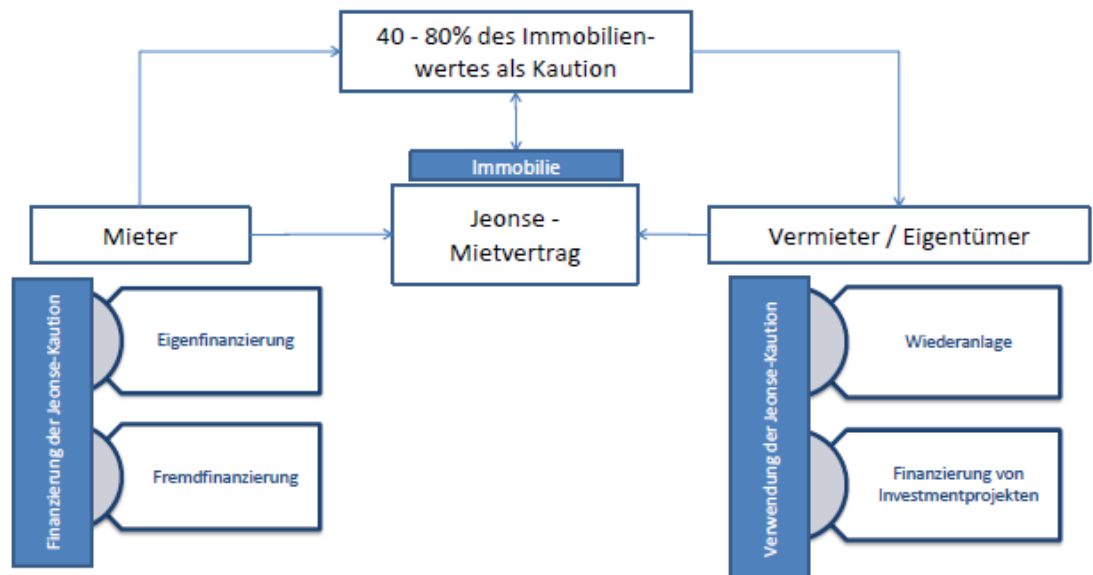 40 - 80% des Immobilien-
wertes als Kaution
Immobilie
Mieter
Jeonse -
Mietvertrag
Vermieter / Eigentümer
Finanzierung der Jeonse-Kaution
Eigenfinanzierung
Fremdfinanzierung
Verwendung der Jeonse-Kaution
Wiederanlage
Finanzierung von
Investmentprojekten